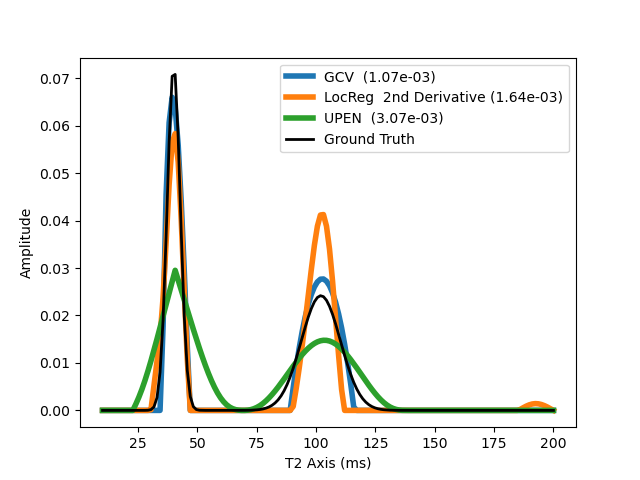 GCV (1.07e-03)
LocReg 2nd Derivative (1.64e-03)
UPEN (3.07e-03)
Ground Truth
0.07
0.06
0.05
0.04
0.03
0.02
0.01
0.00
Amplitude
25 50 75 100 125 150 175 200
T2 Axis (ms)